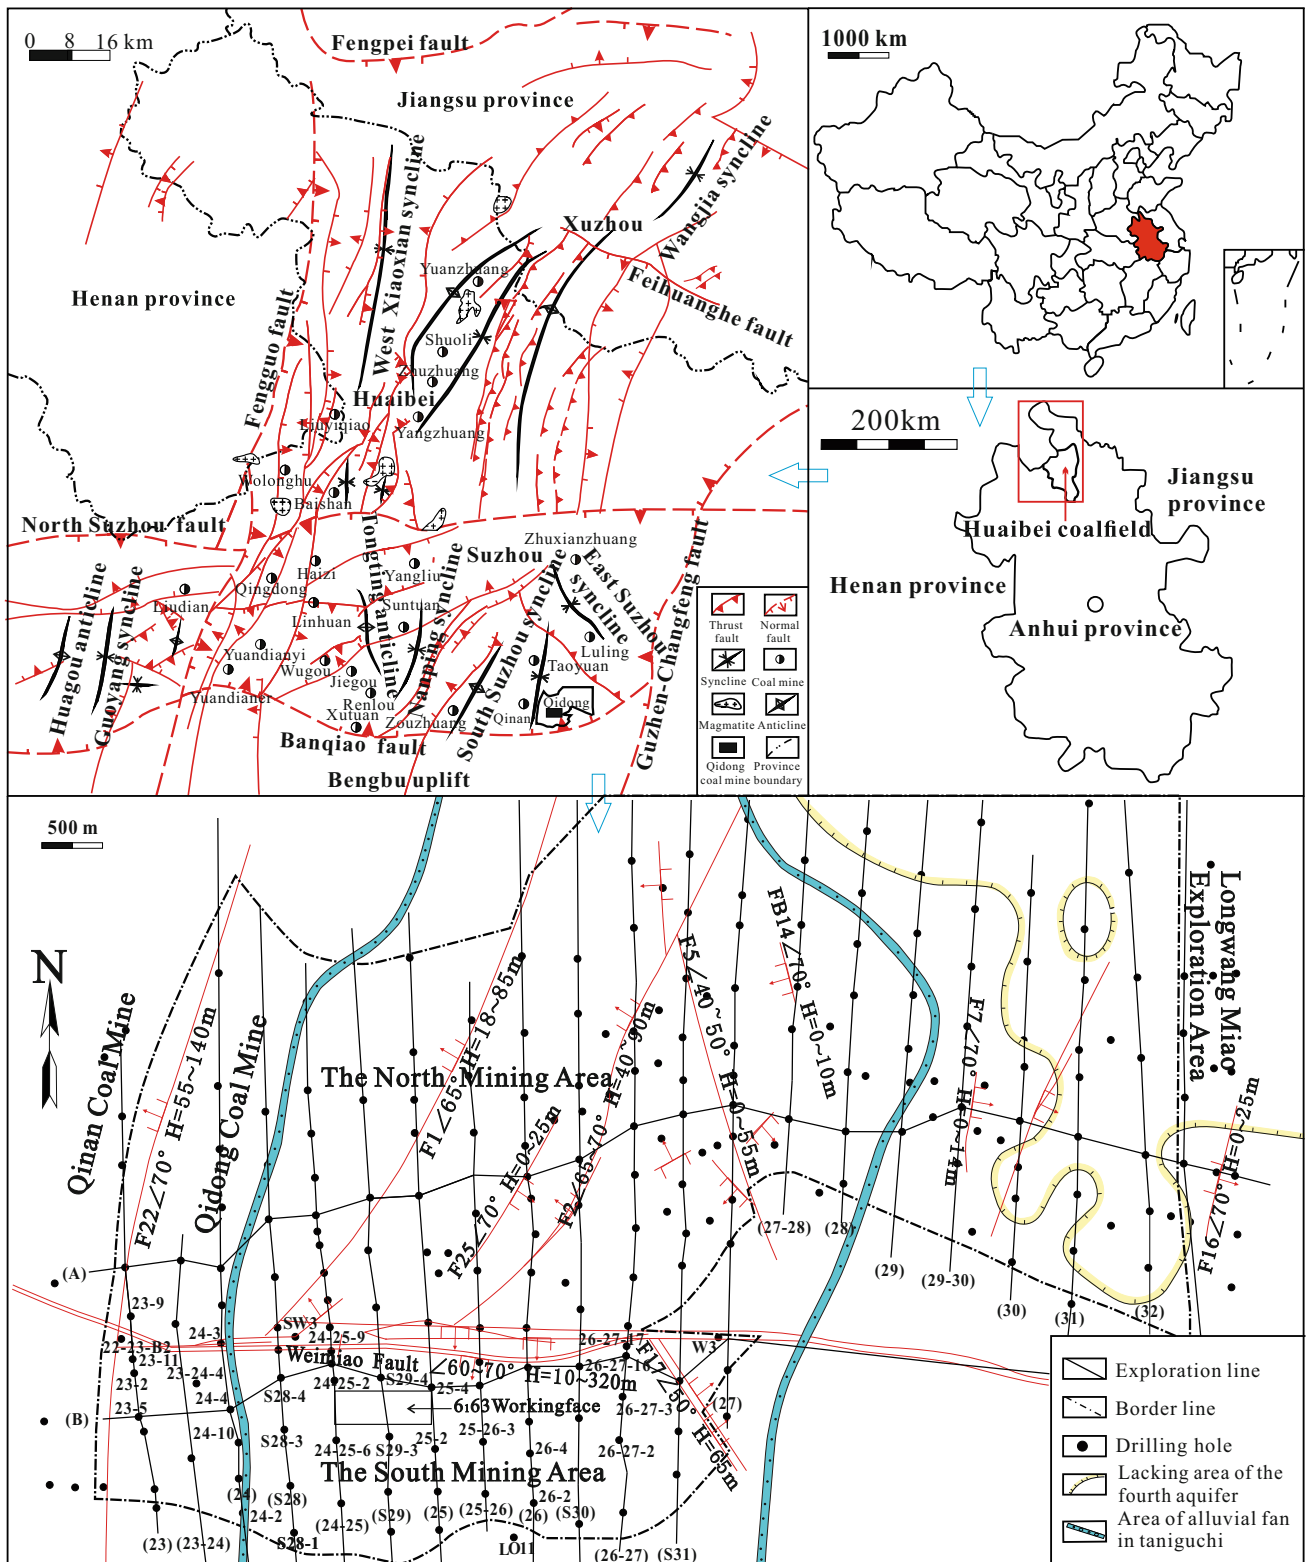 0 8 16 km
Fengpei fault
Jiangsu province
West Xiaoxian syncline
Wangjia syncline
Xuzhou
Yuanzhuang
Henan province
Feihuanghe fault
Fengguo fault
Shuoli
Zhuzhuang
Huaibei
Liuyiqiao
Yangzhuang
Wolonghu
Baishan
North Suzhou fault
Suzhou
Zhuxianzhuang
East Suzhou
syncline
Haizi
Yangliu
Qingdong
Liudian
Linhuan
Suntuan
Tongting anticline
Nanping syncline
South Suzhou syncline
Guzhen-Changfeng fault
Huagou anticline
Guoyang syncline
Luling
Taoyuan
Yuandianyi
Wugou
Jiegou
Yuandianer
Renlou
Xutuan
Zouzhuang
Qinan
Qidong
Banqiao fault
Bengbu uplift
Thrust
fault
Normal
fault
Syncline
Coal mine
Magmatite
Anticline
Qidong
coal mine
Province
boundary
1000 km
200km
Jiangsu
province
Huaibei coalfield
Henan province
Anhui province
500 m
N
Qinan Coal Mine
Qidong Coal Mine
Longwang Miao
Exploration Area
The North Mining Area
F22∠70° H=55~140m
F1∠65° H=18~85m
F25∠70° H=0~25m
F2∠65~70° H=40~90m
F5∠40~50° H=0~55m
FB14∠70° H=0~10m
F7∠70° H=0~14m
F16∠70° H=0~25m
(27-28)
(28)
(29)
(29-30)
(30)
(31)
(32)
(A)
23-9
24-3
SW3
24-25-9
26-27-17
W3
22-23-B2
23-11
Weimiao Fault ∠60~70° H=10~320m
26-27-16
F17∠50° H=65m
23-2
23-24-4
24-25-2
S29-4
25-4
24-4
S28-4
23-5
(B)
6163Workingface
26-27-3
(27)
24-10
S28-3
24-25-6
S29-3
25-2
25-26-3
26-4
26-27-2
The South Mining Area
(24)
24-2
(S28)
(24-25)
(S29)
(25)
(25-26)
26-2
(26)
(S30)
(23)
(23-24)
S28-1
LO11
(26-27)
(S31)
Exploration line
Border line
Drilling hole
Lacking area of the
fourth aquifer
Area of alluvial fan
in taniguchi